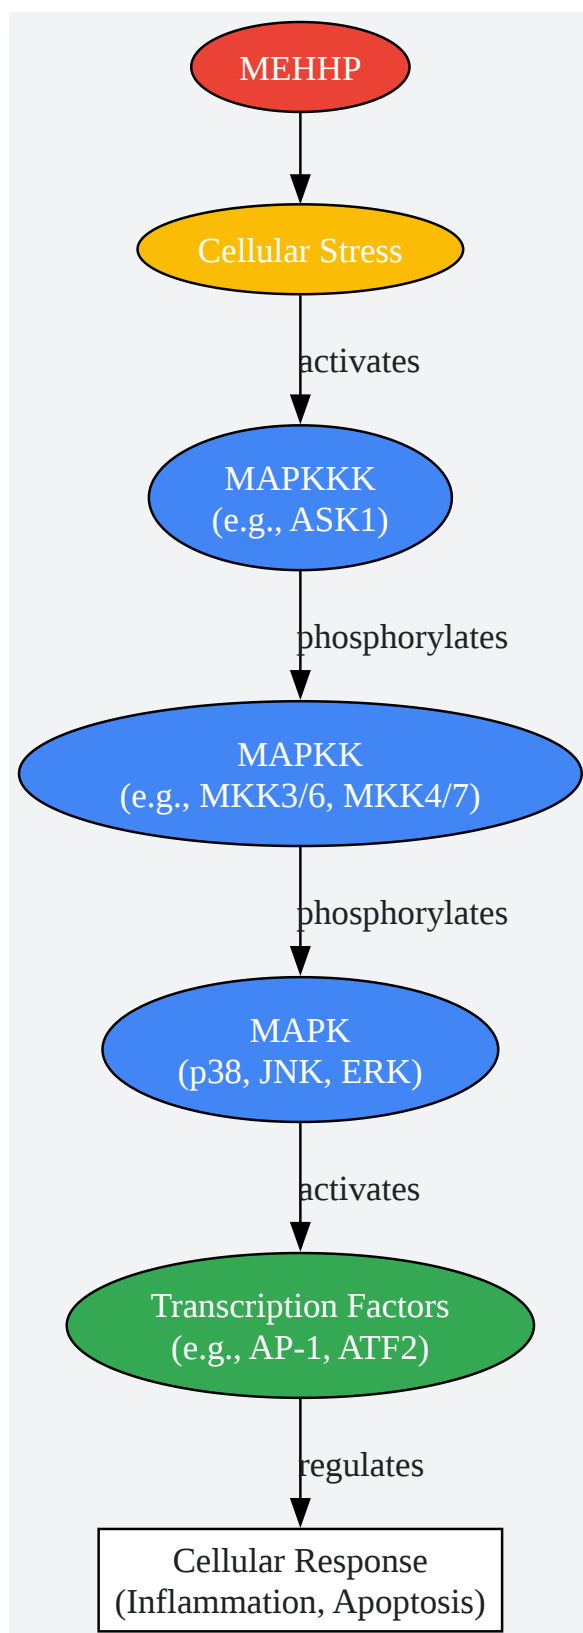 MEHHP
Cellular Stress
activates
MAPKKK
(e.g., ASK1)
phosphorylates
MAPKK
(e.g., MKK3/6, MKK4/7)
phosphorylates
MAPK
(p38, JNK, ERK)
activates
Transcription Factors
(e.g., AP-1, ATF2)
regulates
Cellular Response
(Inflammation, Apoptosis)